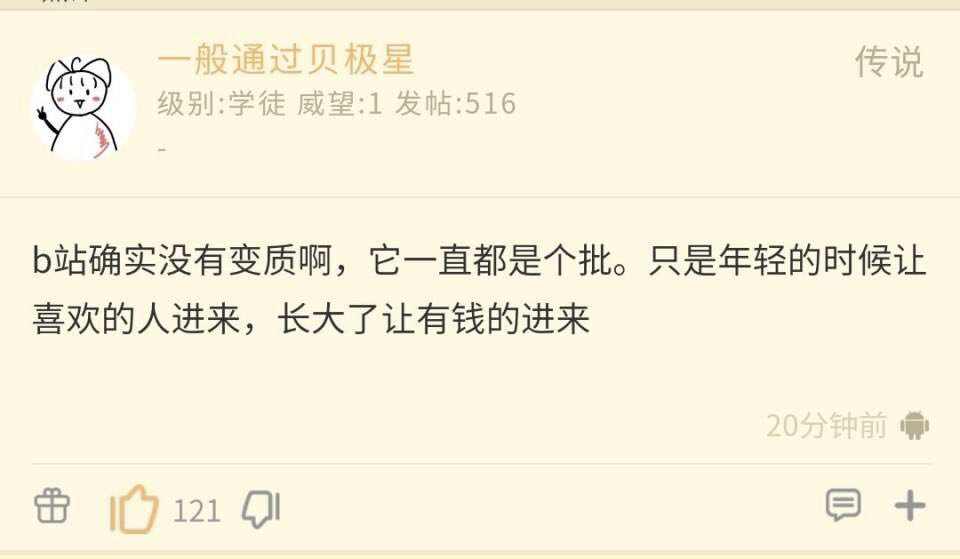 一般通过贝极星
传说
级别:学徒 威望:1 发帖:516
-
b站确实没有变质啊，它一直都是个批。只是年轻的时候让
喜欢的人进来，长大了让有钱的进来
20分钟前
121